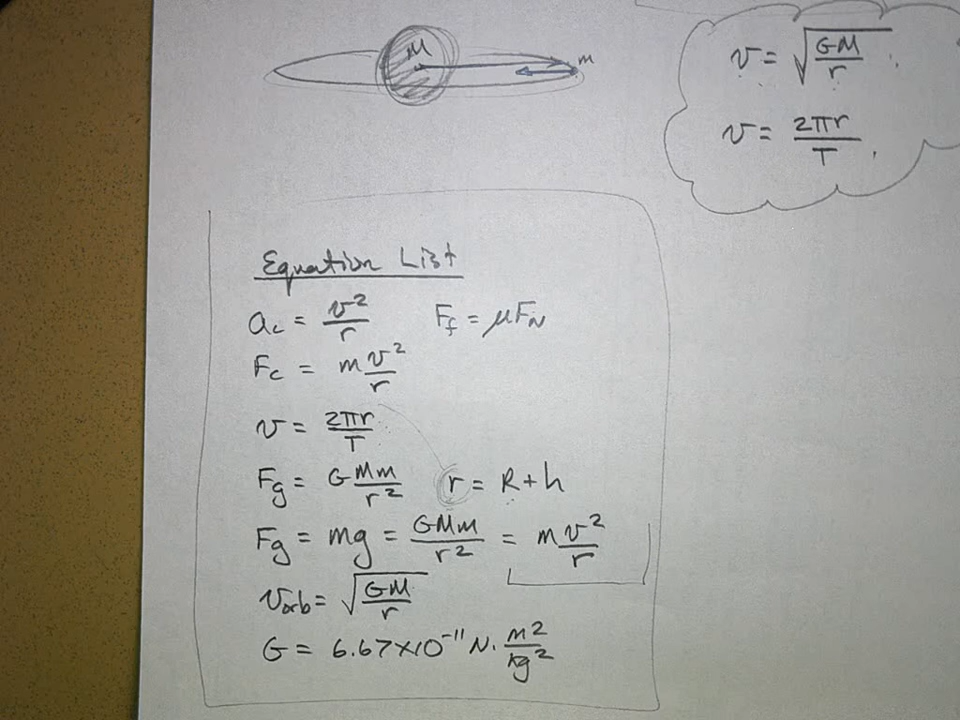 M
m
v = √(GM/r) .
v = 2πr/T .
Equation List
a_c = v²/r    F_f = μF_N
F_c = m v²/r
v = 2πr/T
F_g = G Mm/r²    r = R + h
F_g = mg = GMm/r² = m v²/r
v_orb = √(GM/r)
G = 6.67×10⁻¹¹ N · m²/kg²